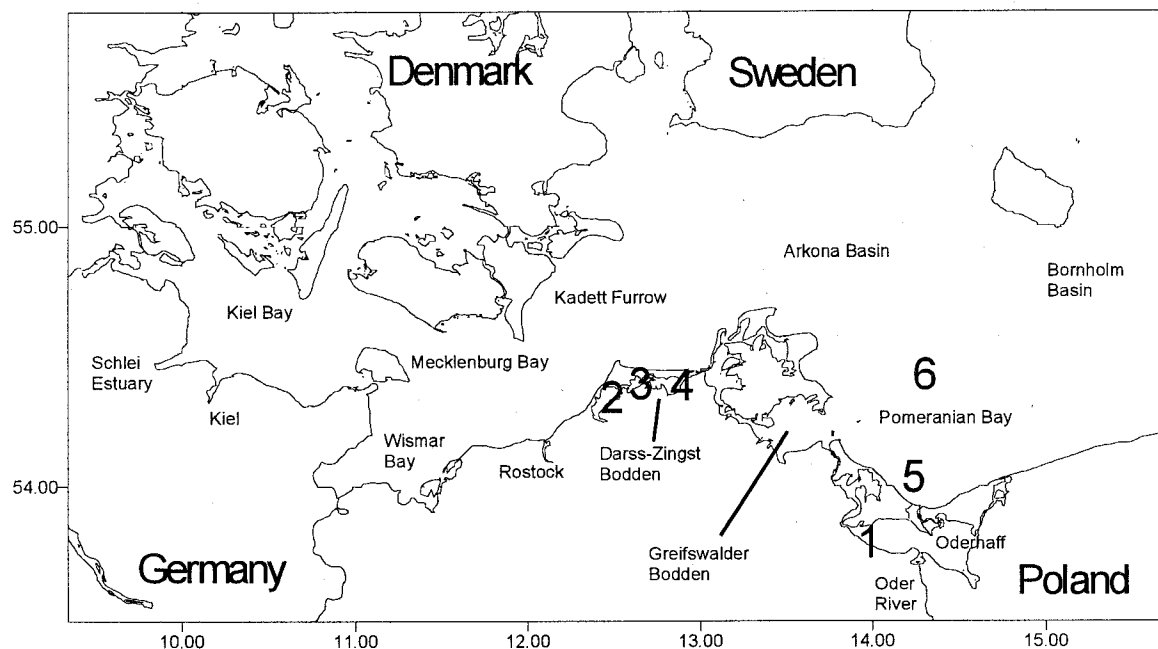 Denmark
Sweden
55.00
Arkona Basin
Bornholm
Basin
Kadett Furrow
Kiel Bay
Schlei
Estuary
Mecklenburg Bay
Kiel
2
3
4
6
Pomeranian Bay
Wismar
Bay
Rostock
Darss-Zingst
Bodden
54.00
5
1
Oderhaff
Greifswalder
Bodden
Germany
Oder
River
Poland
10.00
11.00
12.00
13.00
14.00
15.00